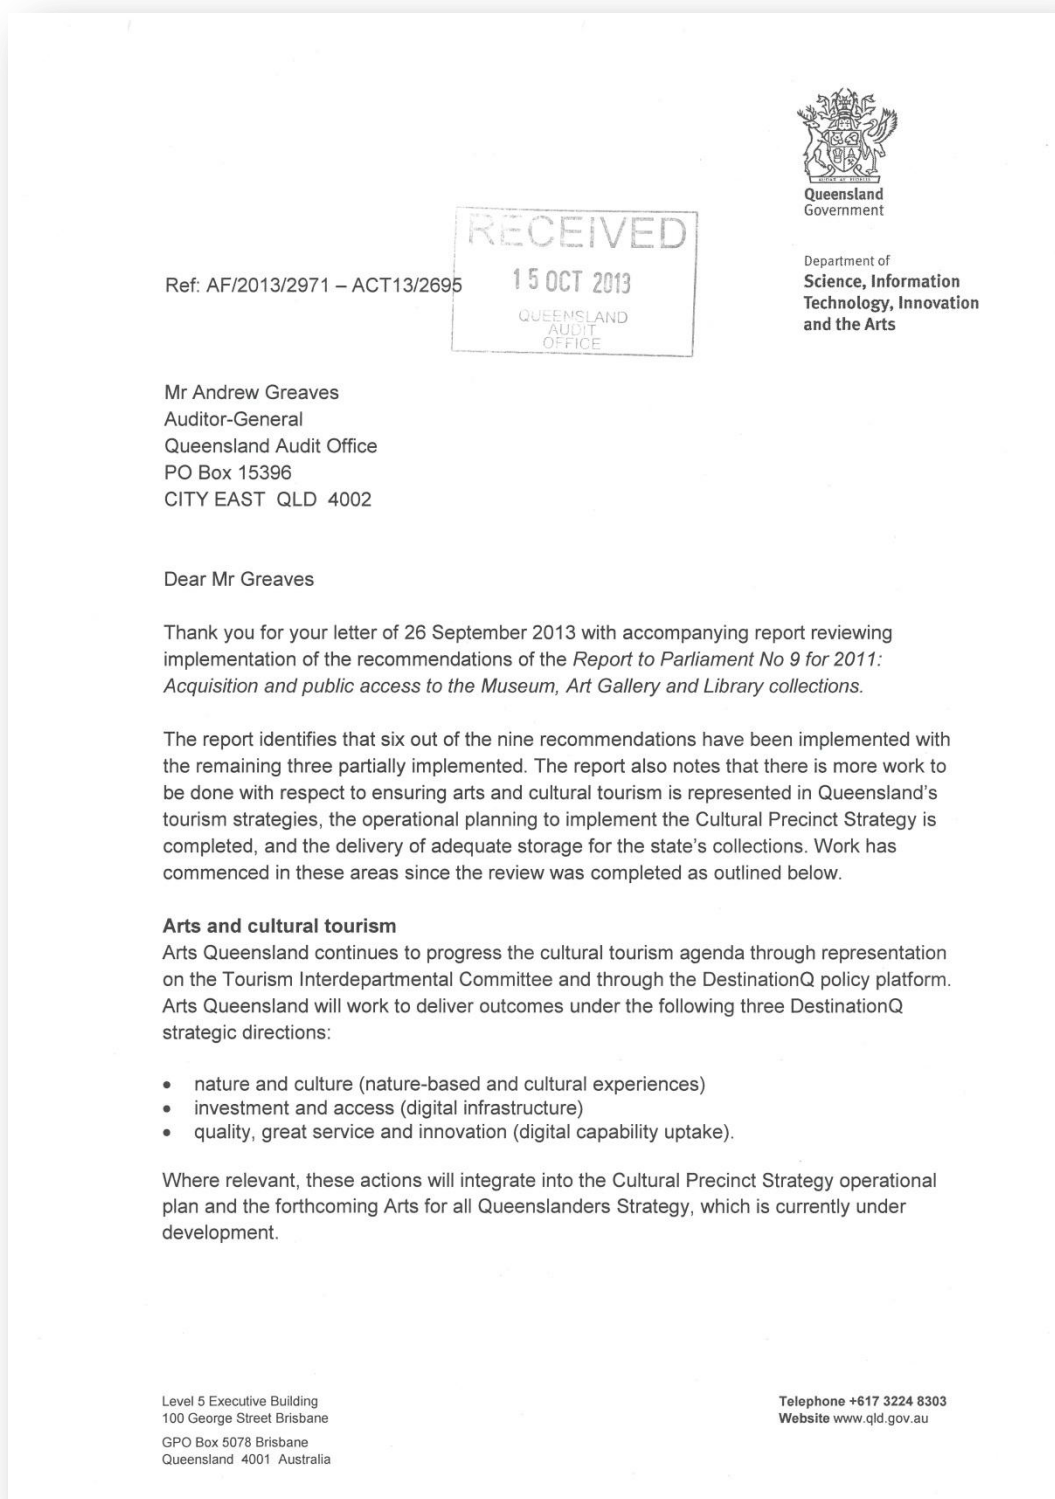 Queensland
Government
RECEIVED
15 OCT 2013
QUEENSLAND
AUDIT
OFFICE
Department of
Science, Information
Technology, Innovation
and the Arts
Ref: AF/2013/2971 – ACT13/2695
Mr Andrew Greaves
Auditor-General
Queensland Audit Office
PO Box 15396
CITY EAST QLD 4002
Dear Mr Greaves
Thank you for your letter of 26 September 2013 with accompanying report reviewing
implementation of the recommendations of the Report to Parliament No 9 for 2011:
Acquisition and public access to the Museum, Art Gallery and Library collections.
The report identifies that six out of the nine recommendations have been implemented with
the remaining three partially implemented. The report also notes that there is more work to
be done with respect to ensuring arts and cultural tourism is represented in Queensland's
tourism strategies, the operational planning to implement the Cultural Precinct Strategy is
completed, and the delivery of adequate storage for the state's collections. Work has
commenced in these areas since the review was completed as outlined below.
Arts and cultural tourism
Arts Queensland continues to progress the cultural tourism agenda through representation
on the Tourism Interdepartmental Committee and through the DestinationQ policy platform.
Arts Queensland will work to deliver outcomes under the following three DestinationQ
strategic directions:
• nature and culture (nature-based and cultural experiences)
• investment and access (digital infrastructure)
• quality, great service and innovation (digital capability uptake).
Where relevant, these actions will integrate into the Cultural Precinct Strategy operational
plan and the forthcoming Arts for all Queenslanders Strategy, which is currently under
development.
Level 5 Executive Building
100 George Street Brisbane
GPO Box 5078 Brisbane
Queensland 4001 Australia
Telephone +617 3224 8303
Website www.qld.gov.au